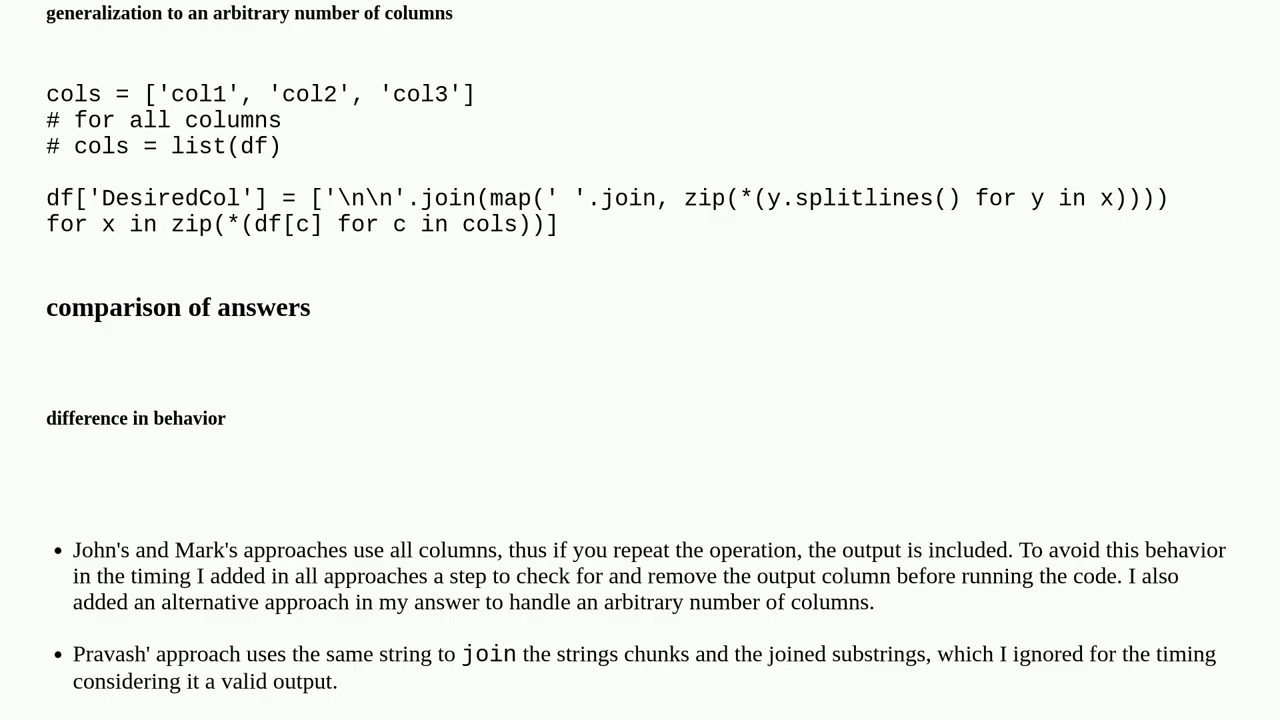 generalization to an arbitrary number of columns
cols = ['col1', 'col2', 'col3']
# for all columns
# cols = list(df)
df['DesiredCol'] = ['\n\n'.join(map(' '.join, zip(*(y.splitlines() for y in x))))
for x in zip(*(df[c] for c in cols))]
comparison of answers
difference in behavior
• John's and Mark's approaches use all columns, thus if you repeat the operation, the output is included. To avoid this behavior
in the timing I added in all approaches a step to check for and remove the output column before running the code. I also
added an alternative approach in my answer to handle an arbitrary number of columns.
• Pravash' approach uses the same string to join the strings chunks and the joined substrings, which I ignored for the timing
considering it a valid output.